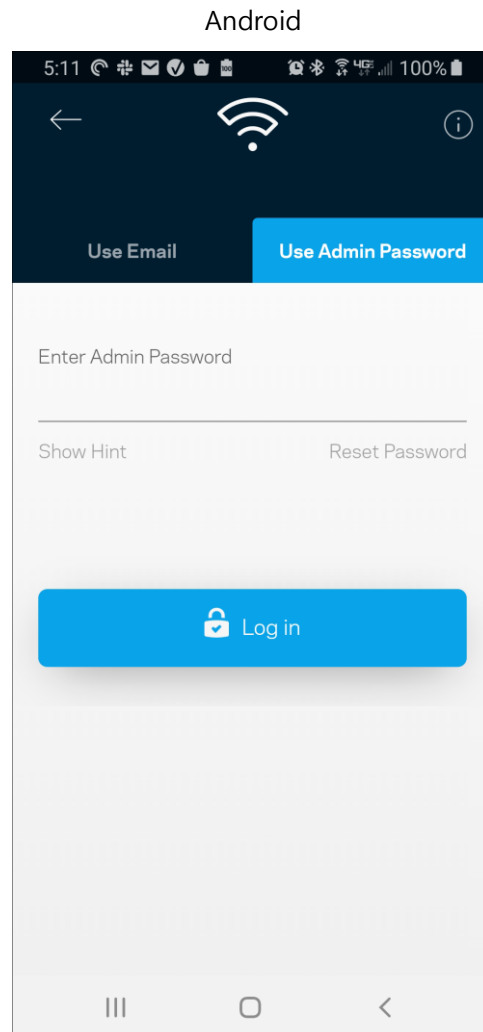 Android
5:11 100%
Use Email Use Admin Password
Enter Admin Password
Show Hint Reset Password
Log in